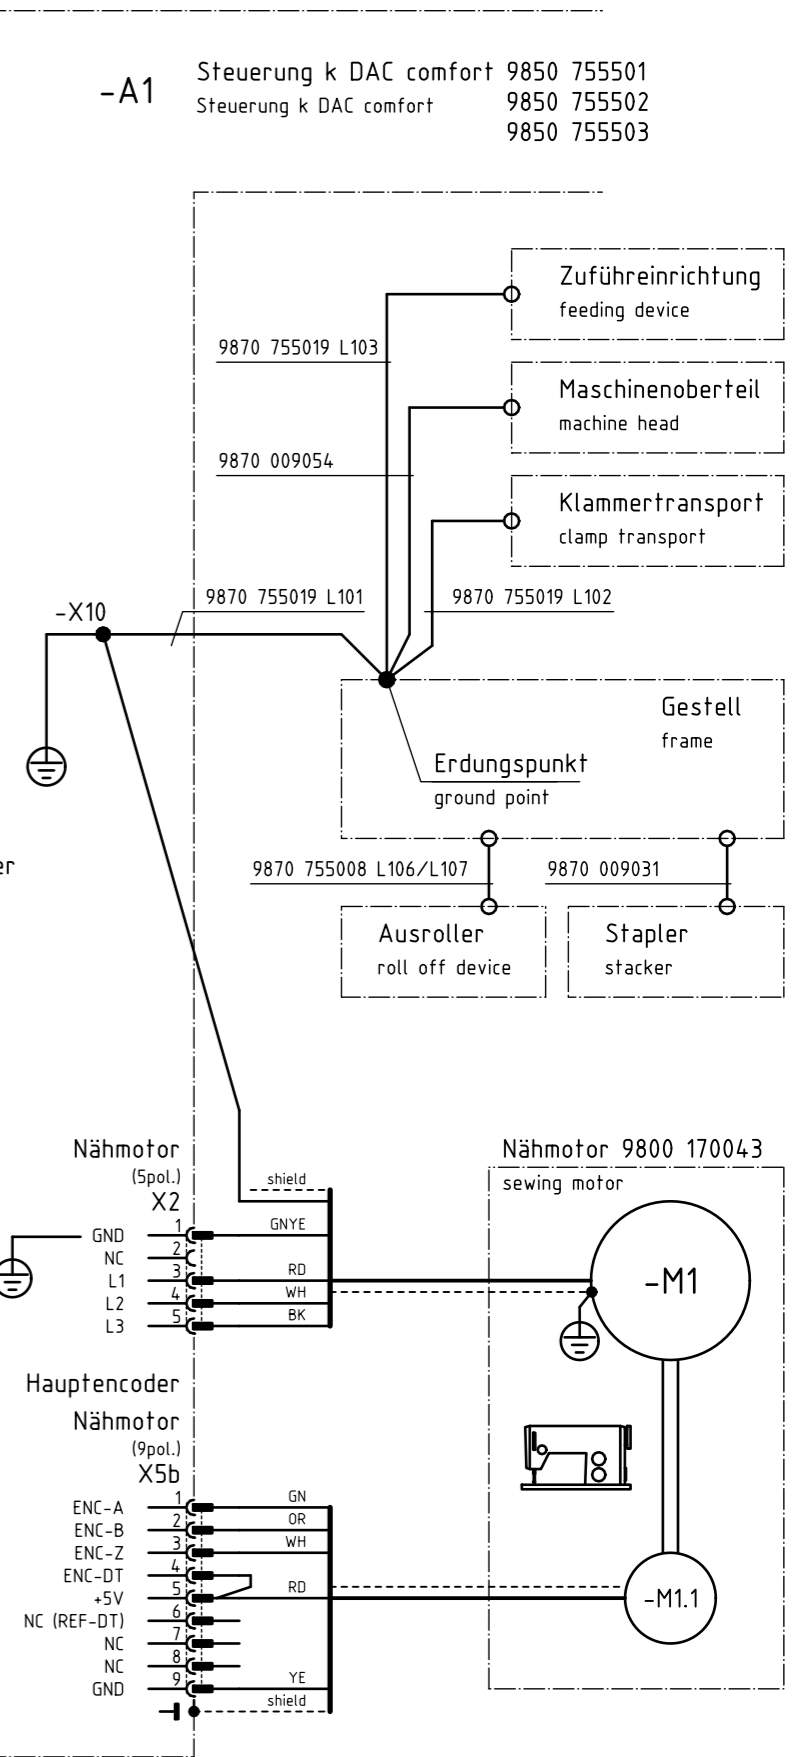 -A1
Steuerung k DAC comfort 9850 755501
Steuerung k DAC comfort 9850 755502
9850 755503
Zuführeinrichtung
feeding device
9870 755019 L103
Maschinenoberteil
machine head
9870 009054
Klammertransport
clamp transport
9870 755019 L101
9870 755019 L102
-X10
Gestell
frame
Erdungspunkt
ground point
er
9870 755008 L106/L107
9870 009031
Ausroller
roll off device
Stapler
stacker
Nähmotor
(5pol.)
X2
shield
Nähmotor 9800 170043
sewing motor
GND 1 GNYE
NC 2
L1 3 RD
L2 4 WH
L3 5 BK
-M1
Hauptencoder
Nähmotor
(9pol.)
X5b
ENC-A 1 GN
ENC-B 2 OR
ENC-Z 3 WH
ENC-DT 4
+5V 5 RD
-M1.1
NC (REF-DT) 6
NC 7
NC 8
GND 9 YE
shield